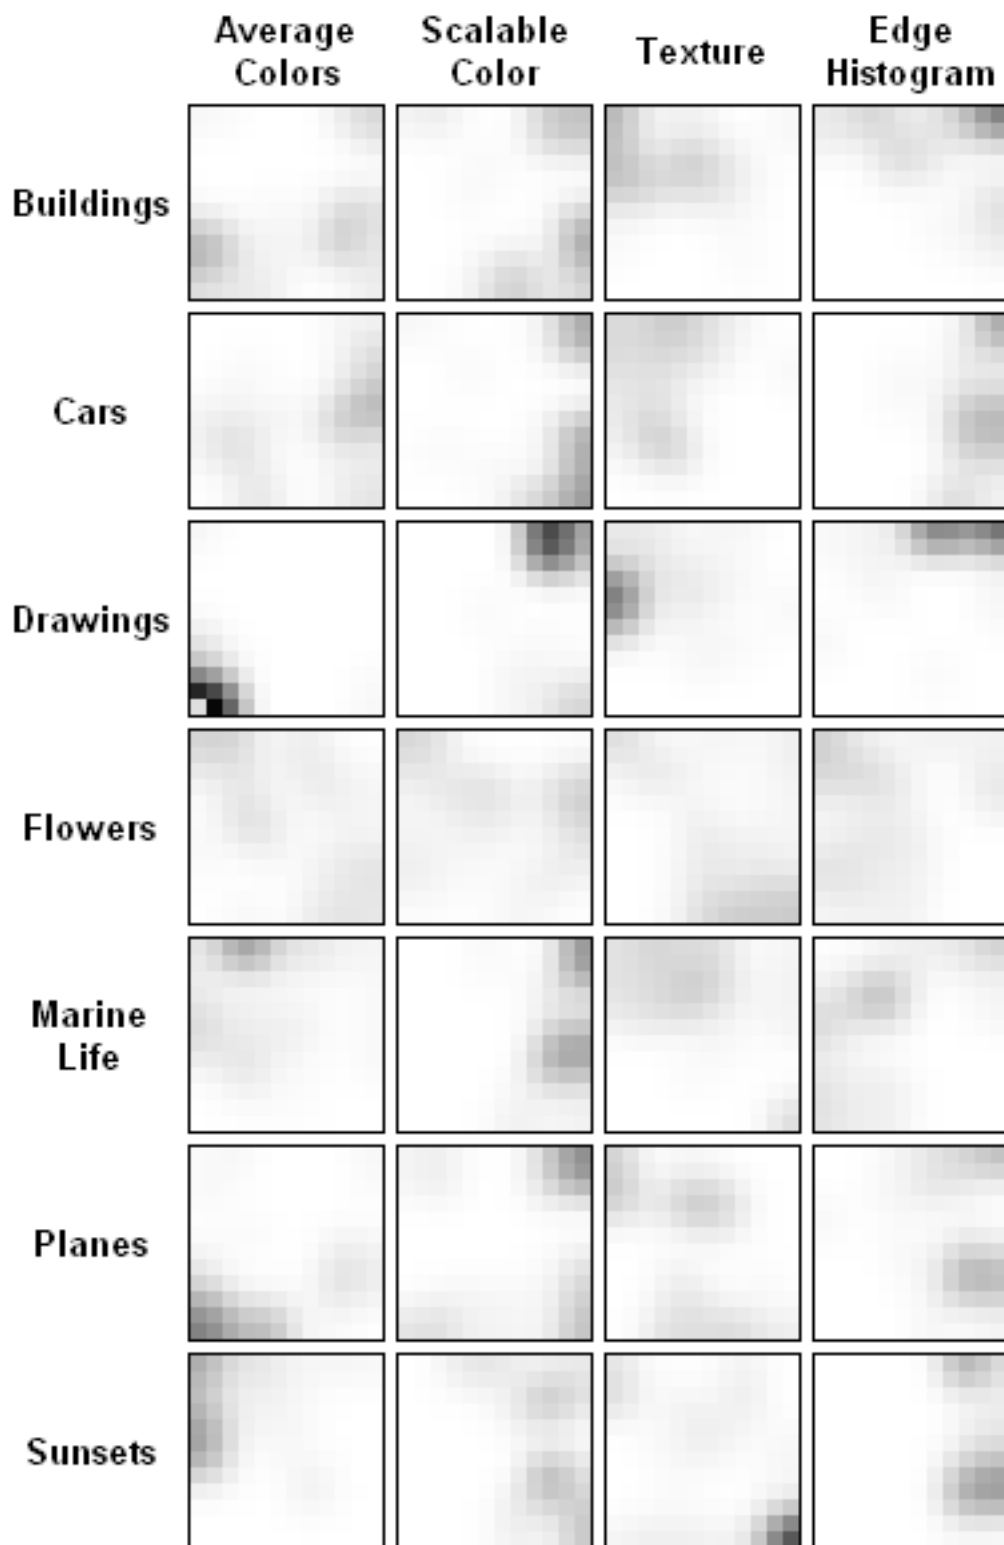 Average
Colors
Scalable
Color
Texture
Edge
Histogram
Buildings
Cars
Drawings
Flowers
Marine
Life
Planes
Sunsets